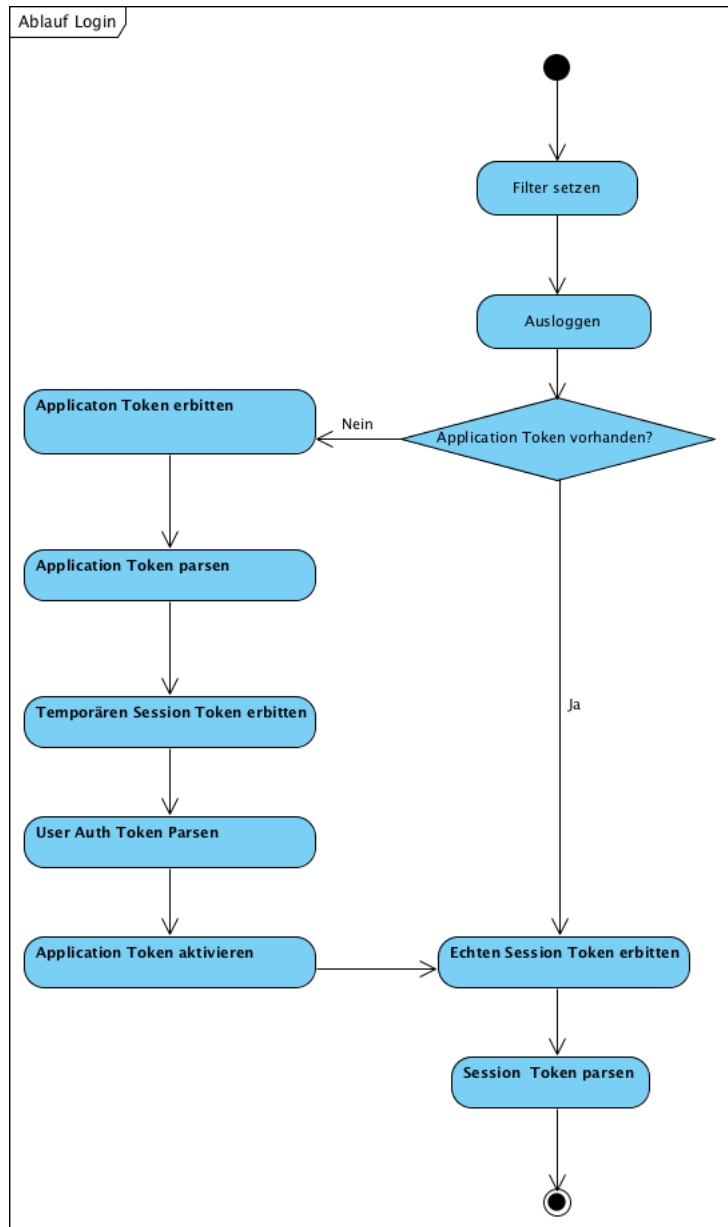 Ablauf Login
Filter setzen
Ausloggen
Application Token vorhanden?
Nein
Applicaton Token erbitten
Application Token parsen
Temporären Session Token erbitten
Ja
User Auth Token Parsen
Application Token aktivieren
Echten Session Token erbitten
Session  Token parsen